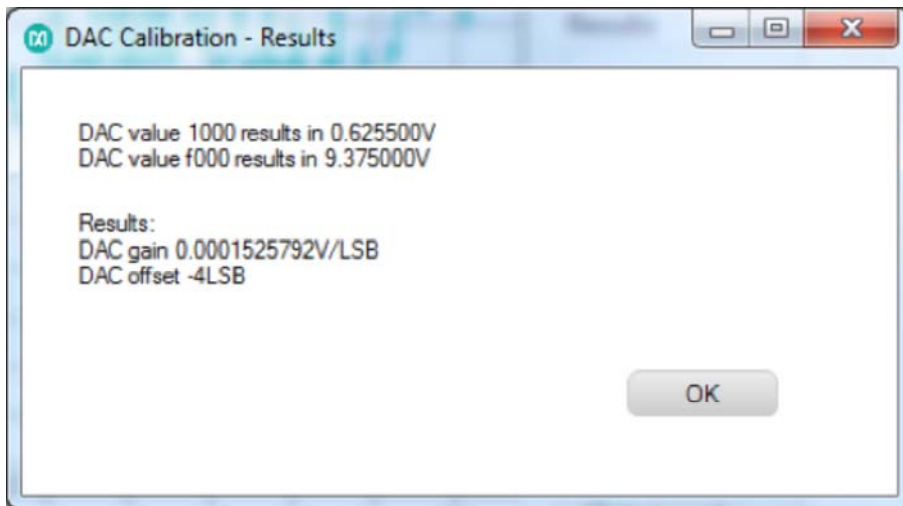 DAC Calibration - Results
DAC value 1000 results in 0.625500V
DAC value f000 results in 9.375000V
Results:
DAC gain 0.0001525792V/LSB
DAC offset -4LSB
OK